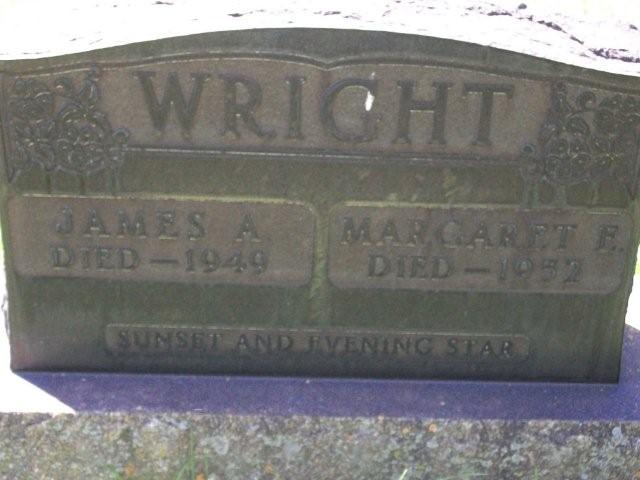 WRIGHT
JAMES A.
DIED — 1949
MARGARET E.
DIED — 1952
SUNSET AND EVENING STAR